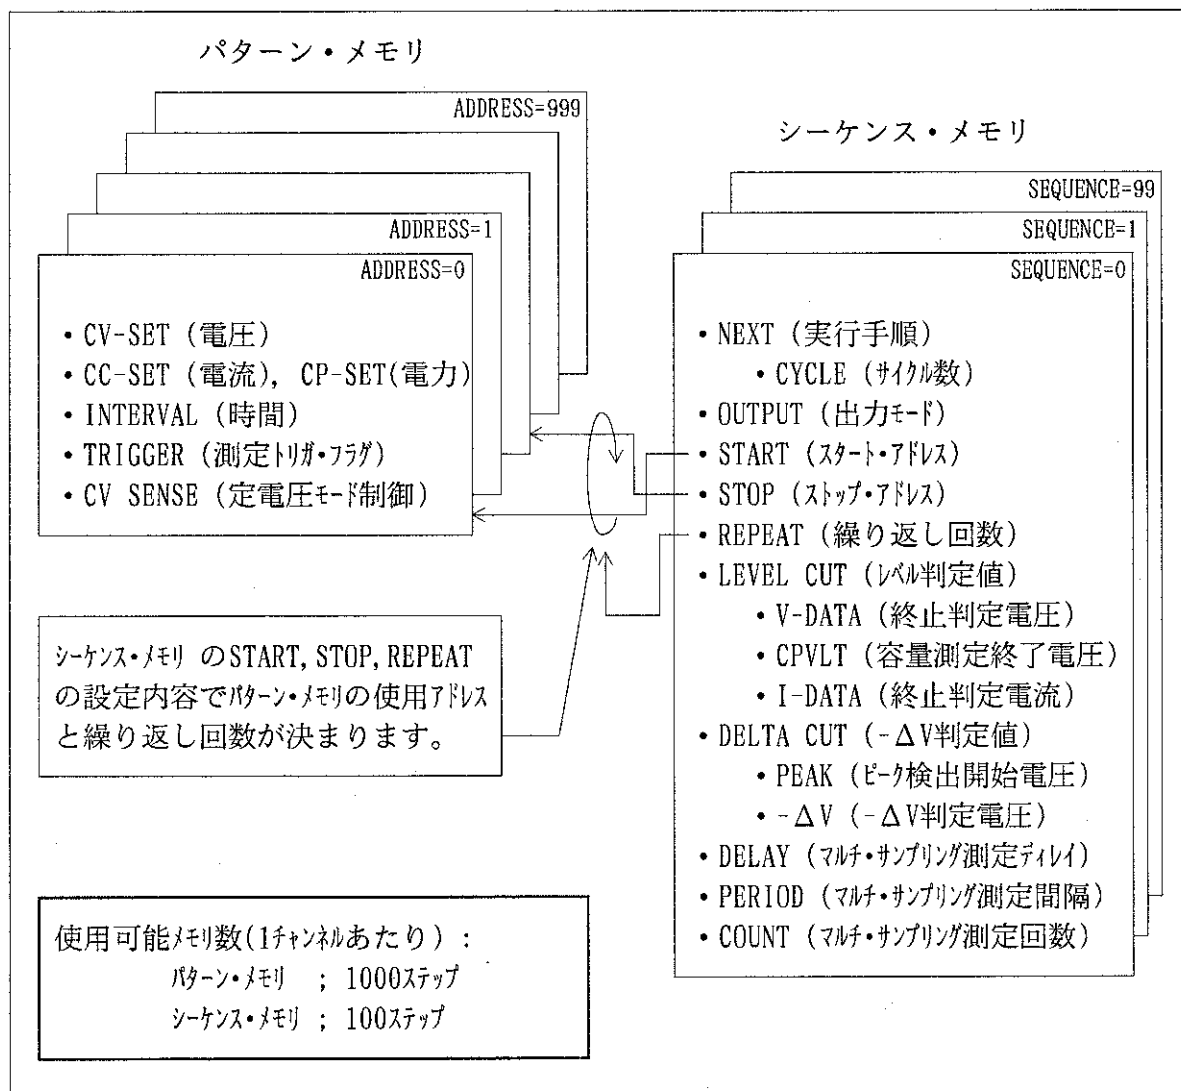 パターン・メモリ
ADDRESS=999
ADDRESS=1
ADDRESS=0
・CV-SET (電圧)
・CC-SET (電流), CP-SET(電力)
・INTERVAL (時間)
・TRIGGER (測定ﾄﾘｶﾞ・ﾌﾗｸﾞ)
・CV SENSE (定電圧ﾓｰﾄﾞ制御)
シーケンス・メモリ
SEQUENCE=99
SEQUENCE=1
SEQUENCE=0
・NEXT (実行手順)
・CYCLE (ｻｲｸﾙ数)
・OUTPUT (出力ﾓｰﾄﾞ)
・START (ｽﾀｰﾄ・ｱﾄﾞﾚｽ)
・STOP (ｽﾄｯﾌﾟ・ｱﾄﾞﾚｽ)
・REPEAT (繰り返し回数)
・LEVEL CUT (ﾚﾍﾞﾙ判定値)
・V-DATA (終止判定電圧)
・CPVLT (容量測定終了電圧)
・I-DATA (終止判定電流)
・DELTA CUT (-ΔV判定値)
・PEAK (ﾋﾟｰｸ検出開始電圧)
・-ΔV (-ΔV判定電圧)
・DELAY (ﾏﾙﾁ・ｻﾝﾌﾟﾘﾝｸﾞ測定ﾃﾞｨﾚｲ)
・PERIOD (ﾏﾙﾁ・ｻﾝﾌﾟﾘﾝｸﾞ測定間隔)
・COUNT (ﾏﾙﾁ・ｻﾝﾌﾟﾘﾝｸﾞ測定回数)
ｼｰｹﾝｽ・ﾒﾓﾘ のSTART, STOP, REPEAT
の設定内容でﾊﾟﾀｰﾝ・ﾒﾓﾘの使用ｱﾄﾞﾚｽ
と繰り返し回数が決まります。
使用可能ﾒﾓﾘ数(1ﾁｬﾝﾈﾙあたり) :
ﾊﾟﾀｰﾝ・ﾒﾓﾘ ; 1000ｽﾃｯﾌﾟ
ｼｰｹﾝｽ・ﾒﾓﾘ ; 100ｽﾃｯﾌﾟ